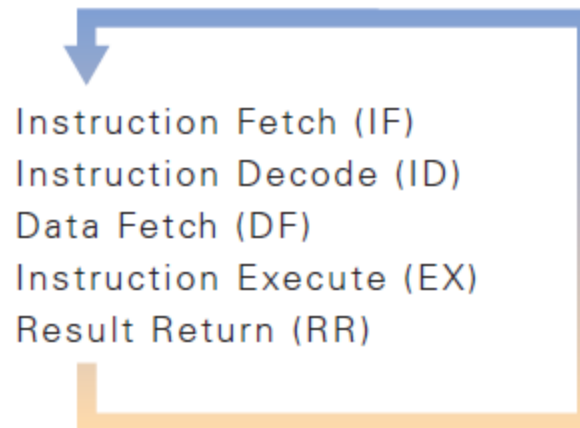 Instruction Fetch (IF)
Instruction Decode (ID)
Data Fetch (DF)
Instruction Execute (EX)
Result Return (RR)